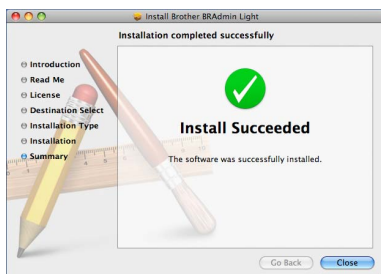 Install Brother BRAdmin Light
Installation completed successfully
Introduction
Read Me
License
Destination Select
Installation Type
Installation
Summary
Install Succeeded
The software was successfully installed.
Go Back
Close